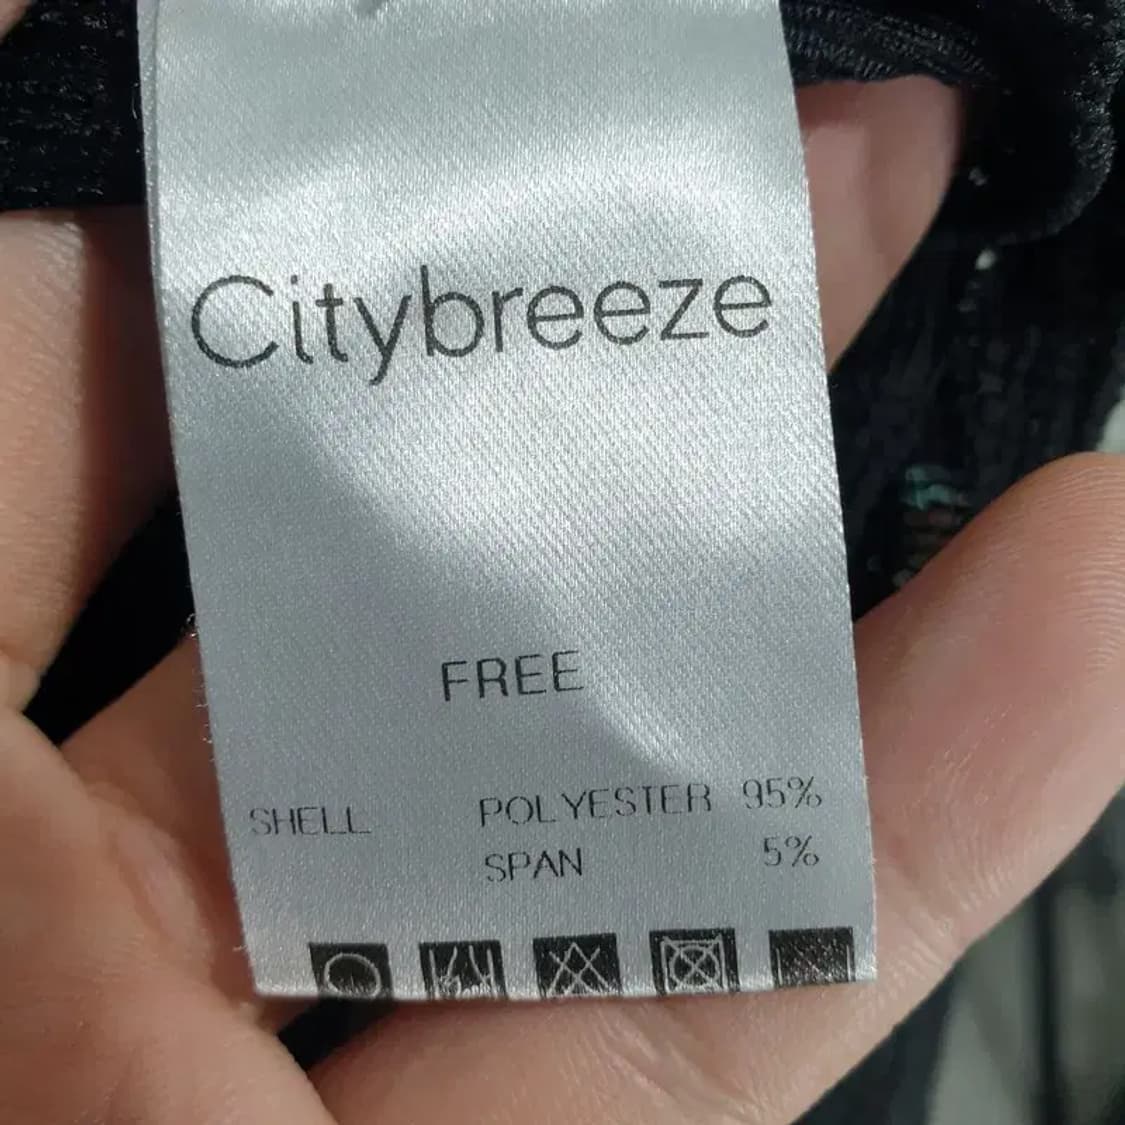 Citybreeze
FREE
SHELL POLYESTER 95%
SPAN 5%